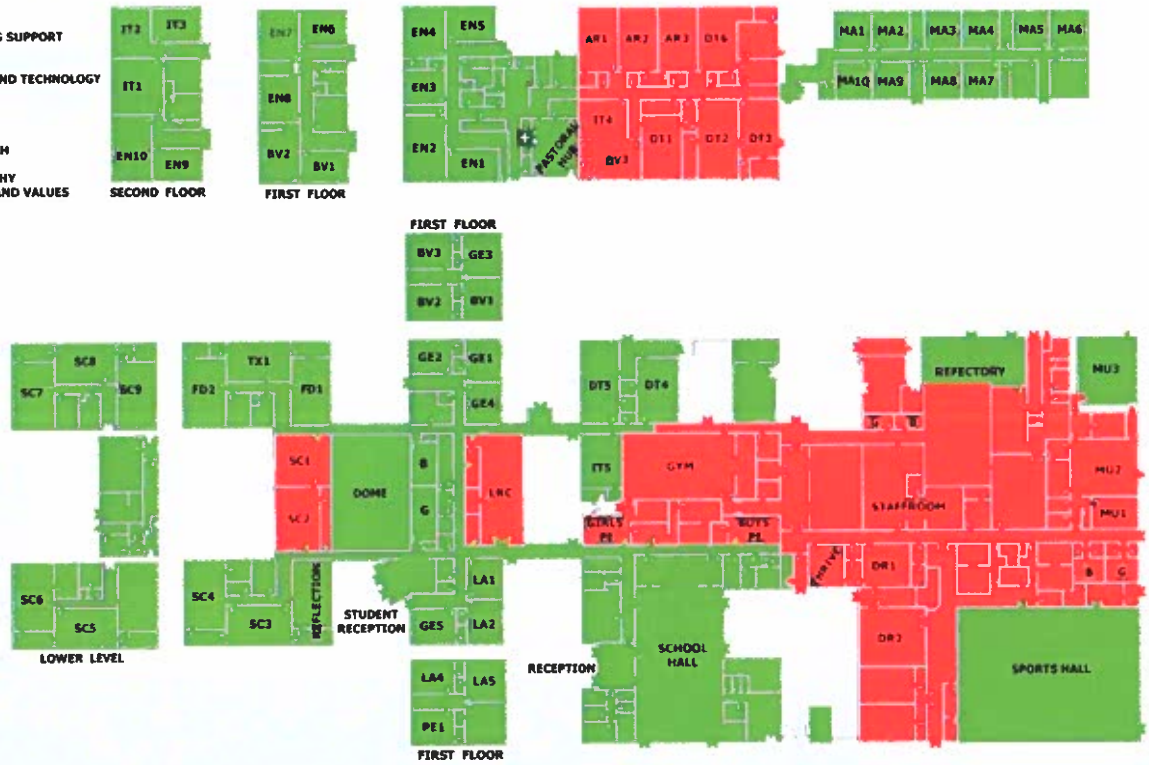 G SUPPORT
ND TECHNOLOGY
H
HY
AND VALUES
IT2 IT3
IT1
EN10 EN9
SECOND FLOOR
EN7 EN6
EN8
BV2 BV1
FIRST FLOOR
EN4 EN5
EN3
EN2 EN1
PASTORAL HUB
AR1 AR2 AR3 DT6
IT4
BV3
DT1 DT2 DT3
MA1 MA2 MA3 MA4 MA5 MA6
MA10 MA9 MA8 MA7
FIRST FLOOR
BV3 GE3
BV2 BV1
SC8
SC7 SC9
TX1
FD2 FD1
GE2 GE1
GE4
DT5 DT4
REFECTORY
MU3
G B
SC1
SC2
DOME
B
G
LRC
IT5
GYM
GIRLS PE
BOYS PE
STAFFROOM
MU2
MU1
THRIVE
DR1
B G
SC6
SC5
LOWER LEVEL
SC4
SC3
REFLECTION
STUDENT
RECEPTION
LA1
GE5 LA2
RECEPTION
SCHOOL
HALL
DR2
SPORTS HALL
LA4 LA5
PE1
FIRST FLOOR